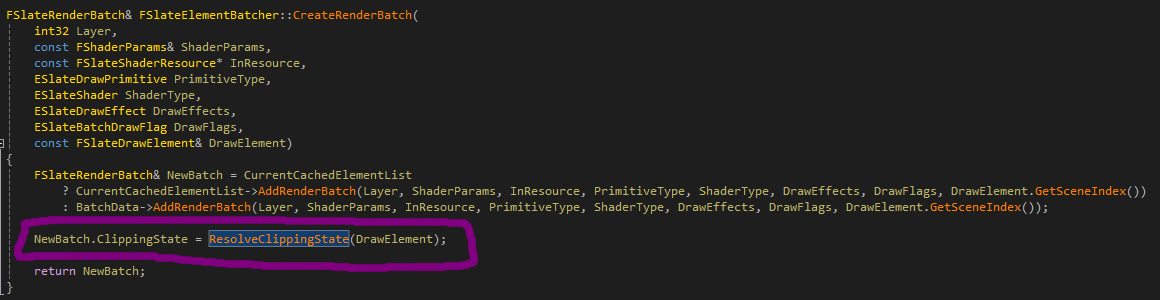 FSlateRenderBatch& FSlateElementBatcher::CreateRenderBatch(
int32 Layer,
const FShaderParams& ShaderParams,
const FSlateShaderResource* InResource,
ESlateDrawPrimitive PrimitiveType,
ESlateShader ShaderType,
ESlateDrawEffect DrawEffects,
ESlateBatchDrawFlag DrawFlags,
const FSlateDrawElement& DrawElement)
{
FSlateRenderBatch& NewBatch = CurrentCachedElementList
? CurrentCachedElementList->AddRenderBatch(Layer, ShaderParams, InResource, PrimitiveType, ShaderType, DrawEffects, DrawFlags, DrawElement.GetSceneIndex())
: BatchData->AddRenderBatch(Layer, ShaderParams, InResource, PrimitiveType, ShaderType, DrawEffects, DrawFlags, DrawElement.GetSceneIndex());
NewBatch.ClippingState = ResolveClippingState(DrawElement);
return NewBatch;
}